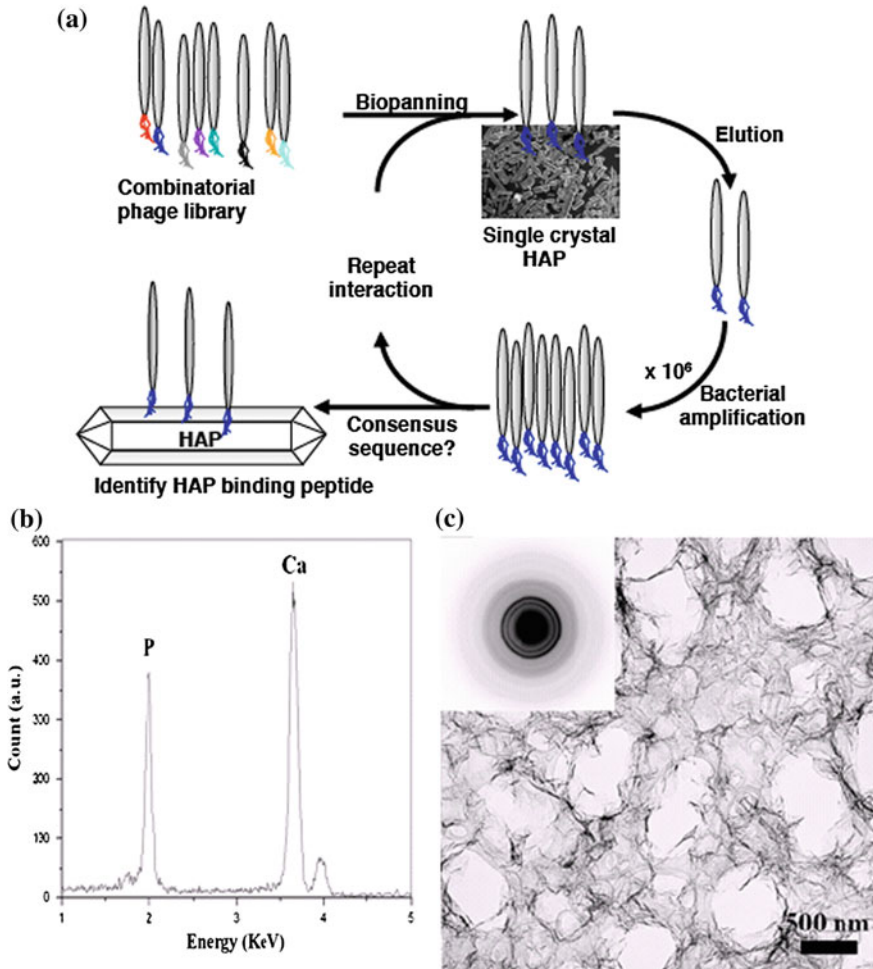 (a)
Biopanning
Elution
Combinatorial
phage library
Single crystal
HAP
Repeat
interaction
x 10⁶
Bacterial
amplification
HAP
Consensus
sequence?
Identify HAP binding peptide
(b)
600
Ca
500
P
400
Count (a.u.)
300
200
100
0
1 2 3 4 5
Energy (KeV)
(c)
500 nm